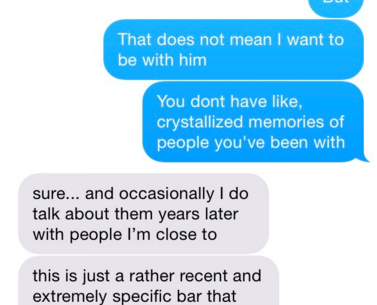 But
That does not mean I want to
be with him
You dont have like,
crystallized memories of
people you've been with
sure... and occasionally I do
talk about them years later
with people I'm close to
this is just a rather recent and
extremely specific bar that